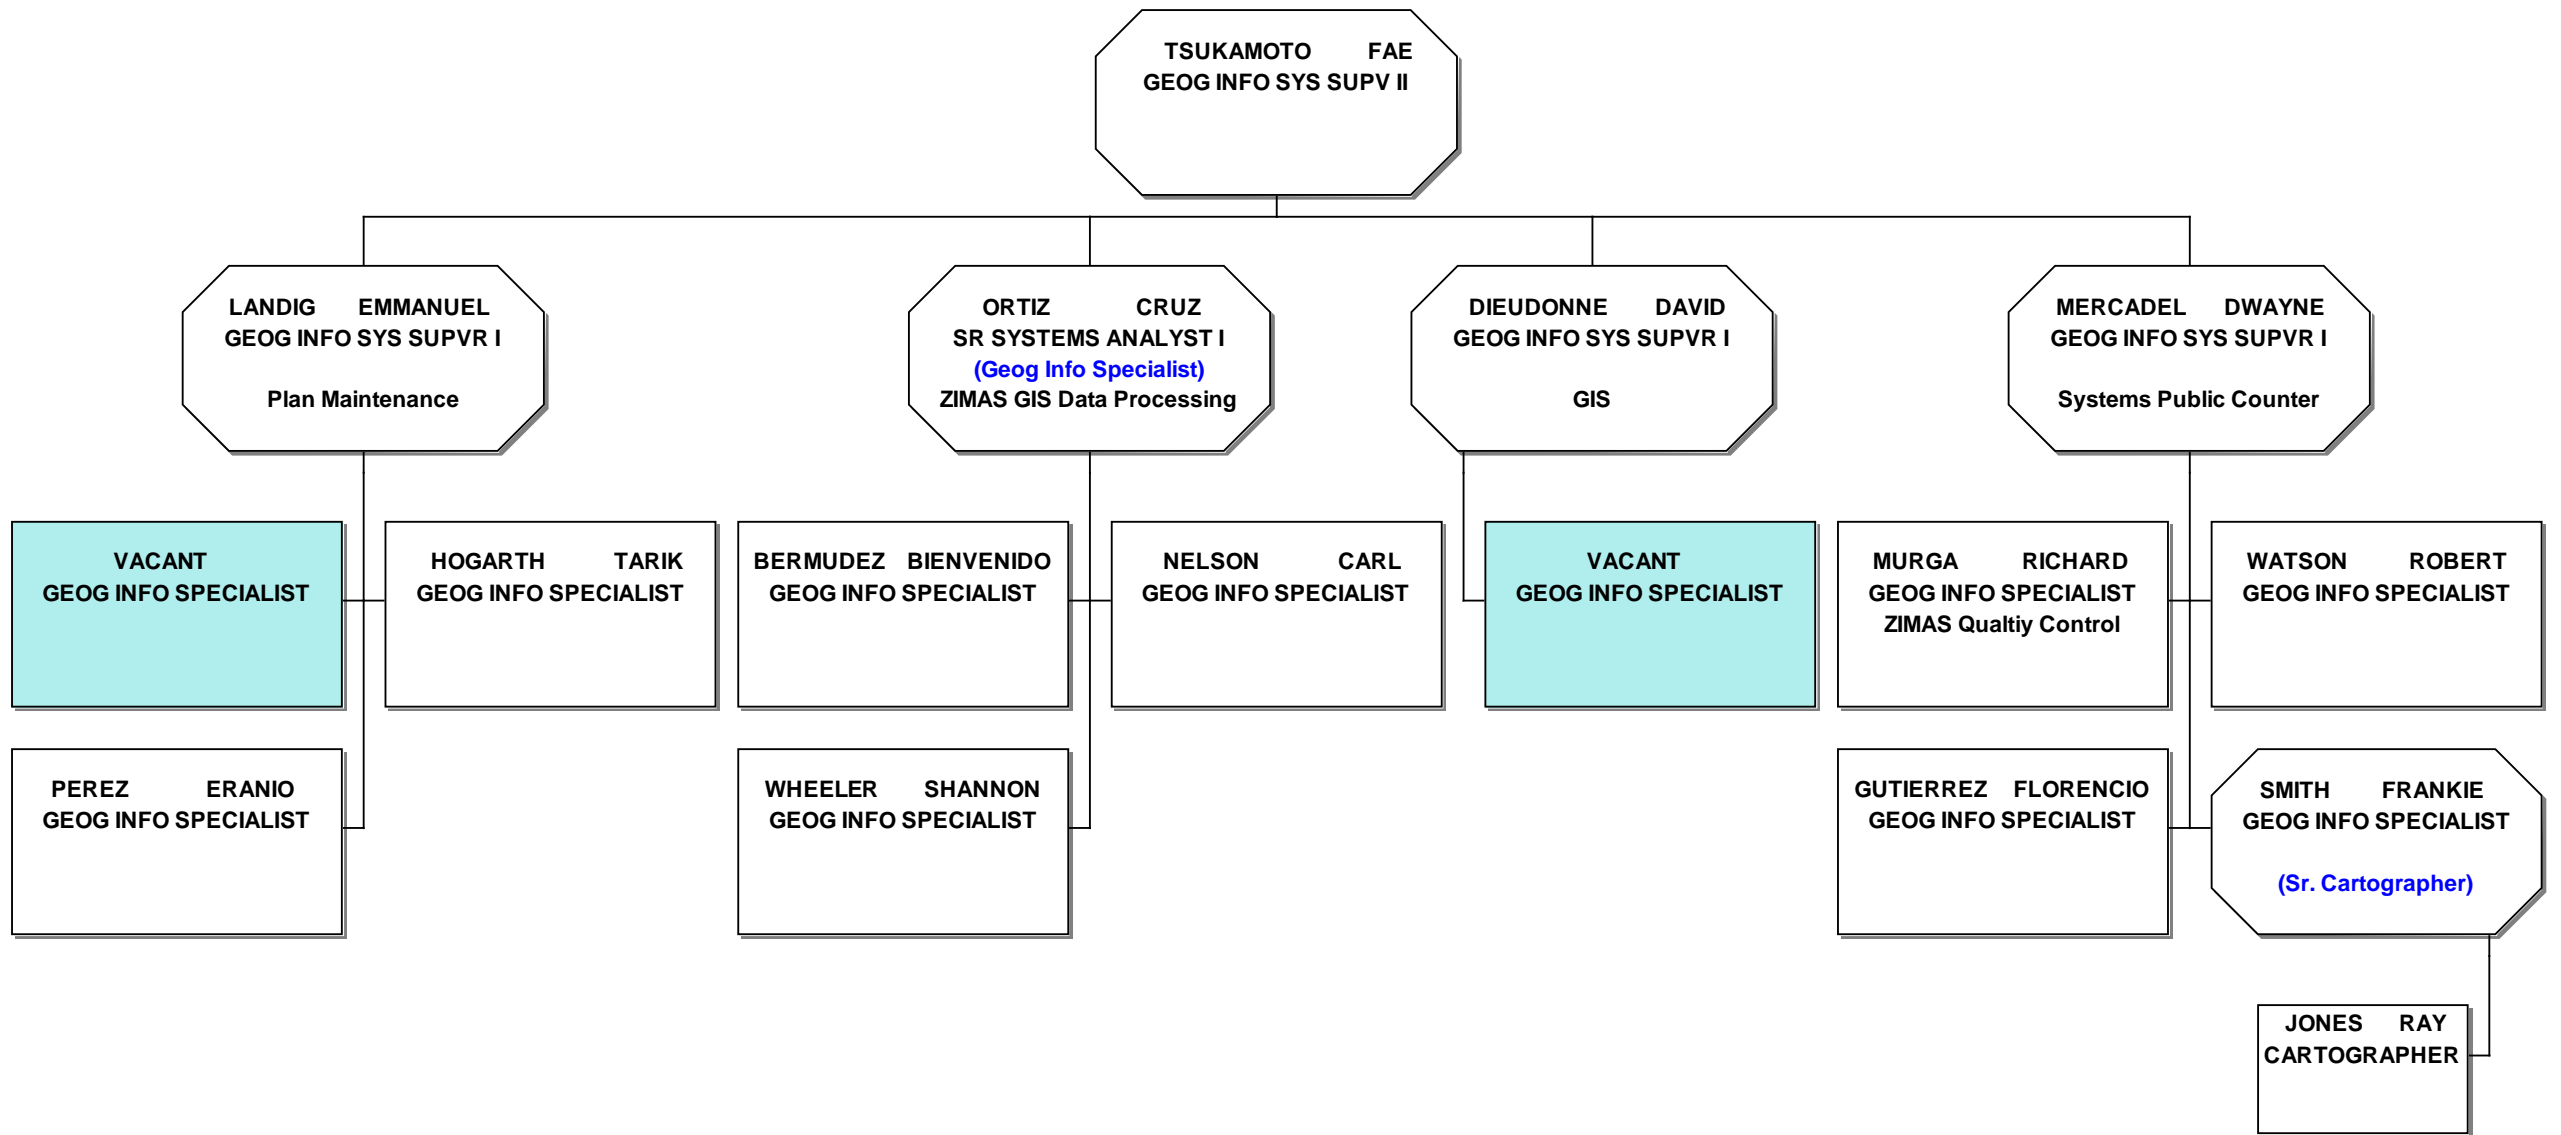 TSUKAMOTO FAE
GEOG INFO SYS SUPV II
LANDIG EMMANUEL
GEOG INFO SYS SUPVR I
Plan Maintenance
ORTIZ CRUZ
SR SYSTEMS ANALYST I
(Geog Info Specialist)
ZIMAS GIS Data Processing
DIEUDONNE DAVID
GEOG INFO SYS SUPVR I
GIS
MERCADEL DWAYNE
GEOG INFO SYS SUPVR I
Systems Public Counter
VACANT
GEOG INFO SPECIALIST
HOGARTH TARIK
GEOG INFO SPECIALIST
BERMUDEZ BIENVENIDO
GEOG INFO SPECIALIST
NELSON CARL
GEOG INFO SPECIALIST
VACANT
GEOG INFO SPECIALIST
MURGA RICHARD
GEOG INFO SPECIALIST
ZIMAS Qualtiy Control
WATSON ROBERT
GEOG INFO SPECIALIST
PEREZ ERANIO
GEOG INFO SPECIALIST
WHEELER SHANNON
GEOG INFO SPECIALIST
GUTIERREZ FLORENCIO
GEOG INFO SPECIALIST
SMITH FRANKIE
GEOG INFO SPECIALIST
(Sr. Cartographer)
JONES RAY
CARTOGRAPHER